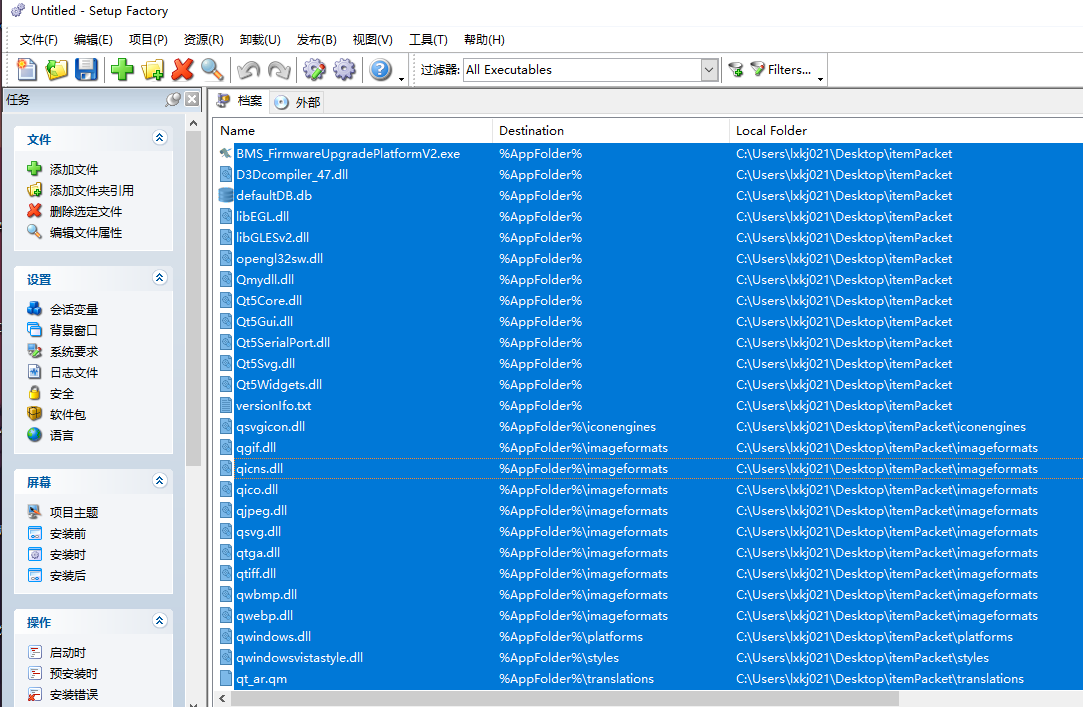 Untitled - Setup Factory
文件(F) 编辑(E) 项目(P) 资源(R) 卸载(U) 发布(B) 视图(V) 工具(T) 帮助(H)
过滤器: All Executables Filters...
任务
文件
添加文件
添加文件夹引用
删除选定文件
编辑文件属性
设置
会话变量
背景窗口
系统要求
日志文件
安全
软件包
语言
屏幕
项目主题
安装前
安装时
安装后
操作
启动时
预安装时
安装错误
档案 外部
Name Destination Local Folder
BMS_FirmwareUpgradePlatformV2.exe %AppFolder% C:\Users\lxkj021\Desktop\itemPacket
D3Dcompiler_47.dll %AppFolder% C:\Users\lxkj021\Desktop\itemPacket
defaultDB.db %AppFolder% C:\Users\lxkj021\Desktop\itemPacket
libEGL.dll %AppFolder% C:\Users\lxkj021\Desktop\itemPacket
libGLESv2.dll %AppFolder% C:\Users\lxkj021\Desktop\itemPacket
opengl32sw.dll %AppFolder% C:\Users\lxkj021\Desktop\itemPacket
Qmydll.dll %AppFolder% C:\Users\lxkj021\Desktop\itemPacket
Qt5Core.dll %AppFolder% C:\Users\lxkj021\Desktop\itemPacket
Qt5Gui.dll %AppFolder% C:\Users\lxkj021\Desktop\itemPacket
Qt5SerialPort.dll %AppFolder% C:\Users\lxkj021\Desktop\itemPacket
Qt5Svg.dll %AppFolder% C:\Users\lxkj021\Desktop\itemPacket
Qt5Widgets.dll %AppFolder% C:\Users\lxkj021\Desktop\itemPacket
versionIfo.txt %AppFolder% C:\Users\lxkj021\Desktop\itemPacket
qsvgicon.dll %AppFolder%\iconengines C:\Users\lxkj021\Desktop\itemPacket\iconengines
qgif.dll %AppFolder%\imageformats C:\Users\lxkj021\Desktop\itemPacket\imageformats
qicns.dll %AppFolder%\imageformats C:\Users\lxkj021\Desktop\itemPacket\imageformats
qico.dll %AppFolder%\imageformats C:\Users\lxkj021\Desktop\itemPacket\imageformats
qjpeg.dll %AppFolder%\imageformats C:\Users\lxkj021\Desktop\itemPacket\imageformats
qsvg.dll %AppFolder%\imageformats C:\Users\lxkj021\Desktop\itemPacket\imageformats
qtga.dll %AppFolder%\imageformats C:\Users\lxkj021\Desktop\itemPacket\imageformats
qtiff.dll %AppFolder%\imageformats C:\Users\lxkj021\Desktop\itemPacket\imageformats
qwbmp.dll %AppFolder%\imageformats C:\Users\lxkj021\Desktop\itemPacket\imageformats
qwebp.dll %AppFolder%\imageformats C:\Users\lxkj021\Desktop\itemPacket\imageformats
qwindows.dll %AppFolder%\platforms C:\Users\lxkj021\Desktop\itemPacket\platforms
qwindowsvistastyle.dll %AppFolder%\styles C:\Users\lxkj021\Desktop\itemPacket\styles
qt_ar.qm %AppFolder%\translations C:\Users\lxkj021\Desktop\itemPacket\translations